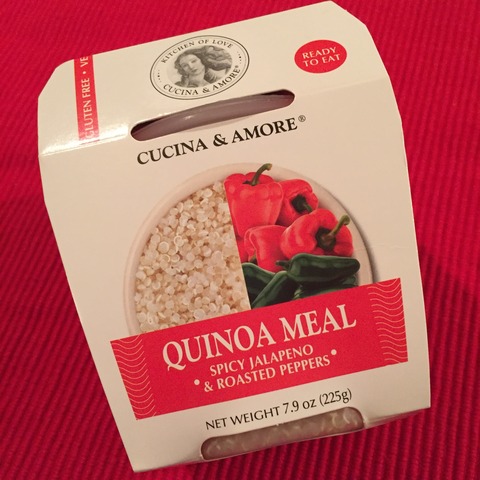 KITCHEN OF LOVE
CUCINA & AMORE®
READY
TO EAT
GLUTEN FREE •
CUCINA & AMORE®
QUINOA MEAL
• SPICY JALAPENO
& ROASTED PEPPERS •
NET WEIGHT 7.9 oz (225g)